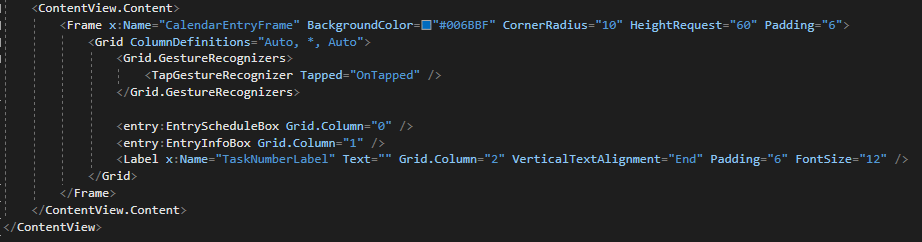 <ContentView.Content>
<Frame x:Name="CalendarEntryFrame" BackgroundColor="#006BBF" CornerRadius="10" HeightRequest="60" Padding="6">
<Grid ColumnDefinitions="Auto, *, Auto">
<Grid.GestureRecognizers>
<TapGestureRecognizer Tapped="OnTapped" />
</Grid.GestureRecognizers>
<entry:EntryScheduleBox Grid.Column="0" />
<entry:EntryInfoBox Grid.Column="1" />
<Label x:Name="TaskNumberLabel" Text="" Grid.Column="2" VerticalTextAlignment="End" Padding="6" FontSize="12" />
</Grid>
</Frame>
</ContentView.Content>
</ContentView>